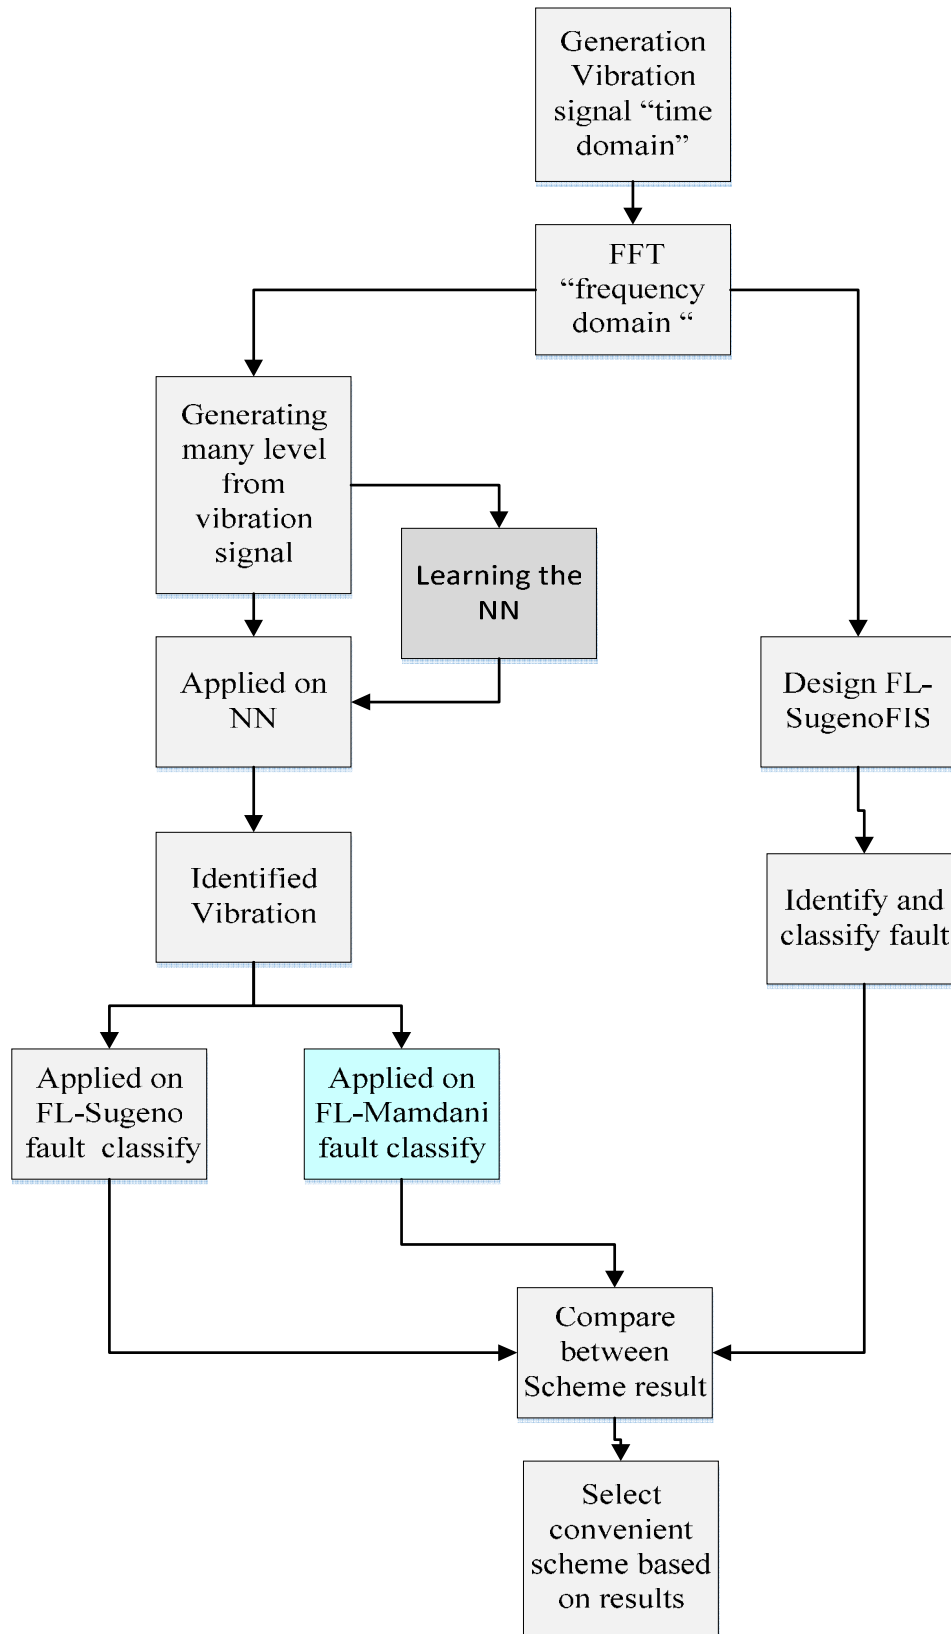 Generation
Vibration
signal “time
domain”
FFT
“frequency
domain “
Generating
many level
from
vibration
signal
Learning the
NN
Applied on
NN
Design FL-
SugenoFIS
Identified
Vibration
Identify and
classify fault
Applied on
FL-Sugeno
fault classify
Applied on
FL-Mamdani
fault classify
Compare
between
Scheme result
Select
convenient
scheme based
on results